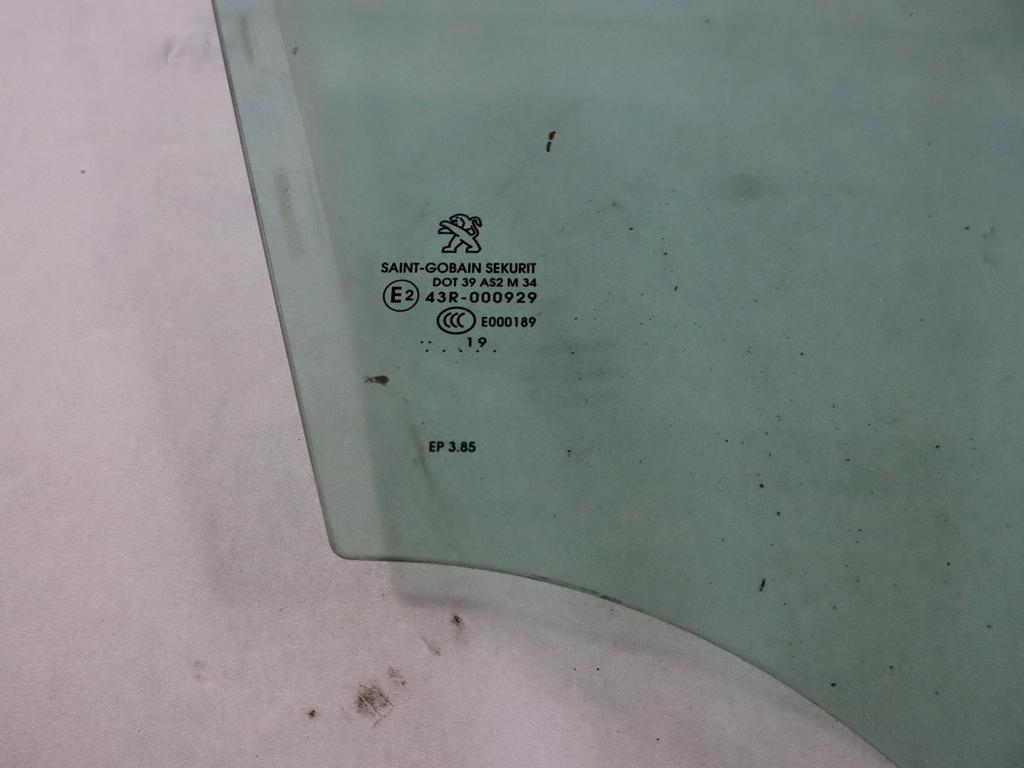 SAINT-GOBAIN SEKURIT
DOT 39 AS2 M 34
E2 43R-000929
CCC E000189
.. 19
.. ... ..
EP 3.85